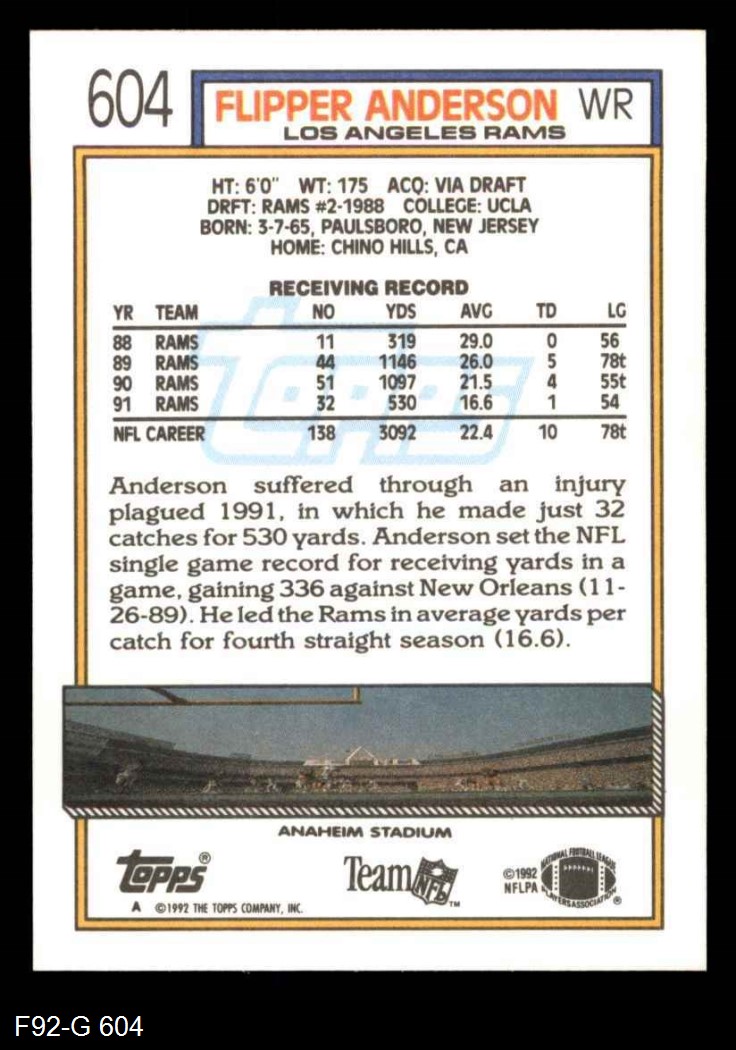 604 FLIPPER ANDERSON WR
LOS ANGELES RAMS
HT: 6'0" WT: 175 ACQ: VIA DRAFT
DRFT: RAMS #2-1988 COLLEGE: UCLA
BORN: 3-7-65, PAULSBORO, NEW JERSEY
HOME: CHINO HILLS, CA
RECEIVING RECORD
YR TEAM NO YDS AVG TD LG
88 RAMS 11 319 29.0 0 56
89 RAMS 44 1146 26.0 5 78t
90 RAMS 51 1097 21.5 4 55t
91 RAMS 32 530 16.6 1 54
NFL CAREER 138 3092 22.4 10 78t
TOPPS
Anderson suffered through an injury
plagued 1991, in which he made just 32
catches for 530 yards. Anderson set the NFL
single game record for receiving yards in a
game, gaining 336 against New Orleans (11-
26-89). He led the Rams in average yards per
catch for fourth straight season (16.6).
ANAHEIM STADIUM
TOPPS®
A ©1992 THE TOPPS COMPANY, INC.
Team NFL™
©1992
NFLPA
NATIONAL FOOTBALL LEAGUE
PLAYERS ASSOCIATION®
F92-G 604